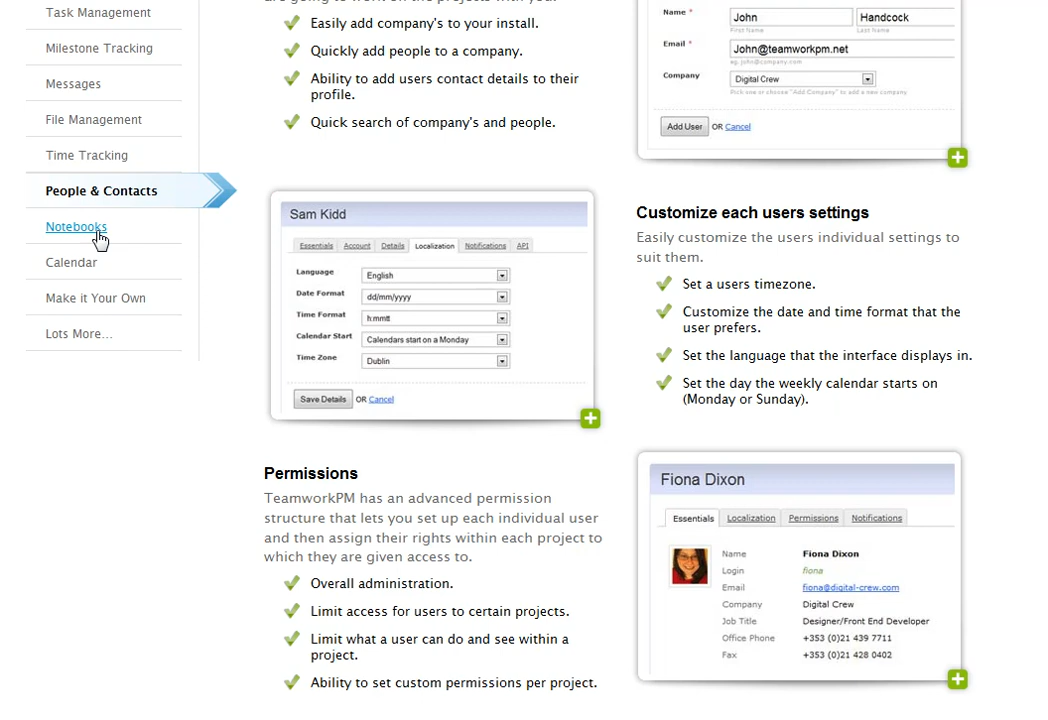 Task Management
Milestone Tracking
Messages
File Management
Time Tracking
People & Contacts
Notebooks
Calendar
Make it Your Own
Lots More...
Easily add company's to your install.
Quickly add people to a company.
Ability to add users contact details to their
profile.
Quick search of company's and people.
Name * John Handcock
First Name Last Name
Email * John@teamworkpm.net
eg. john@company.com
Company Digital Crew
Pick one or choose "Add Company" to add a new company
Add User OR Cancel
Sam Kidd
Essentials Account Details Localization Notifications API
Language English
Date Format dd/mm/yyyy
Time Format h:mmtt
Calendar Start Calendars start on a Monday
Time Zone Dublin
Save Details OR Cancel
Customize each users settings
Easily customize the users individual settings to
suit them.
Set a users timezone.
Customize the date and time format that the
user prefers.
Set the language that the interface displays in.
Set the day the weekly calendar starts on
(Monday or Sunday).
Permissions
TeamworkPM has an advanced permission
structure that lets you set up each individual user
and then assign their rights within each project to
which they are given access to.
Overall administration.
Limit access for users to certain projects.
Limit what a user can do and see within a
project.
Ability to set custom permissions per project.
Fiona Dixon
Essentials Localization Permissions Notifications
Name Fiona Dixon
Login fiona
Email fiona@digital-crew.com
Company Digital Crew
Job Title Designer/Front End Developer
Office Phone +353 (0)21 439 7711
Fax +353 (0)21 428 0402